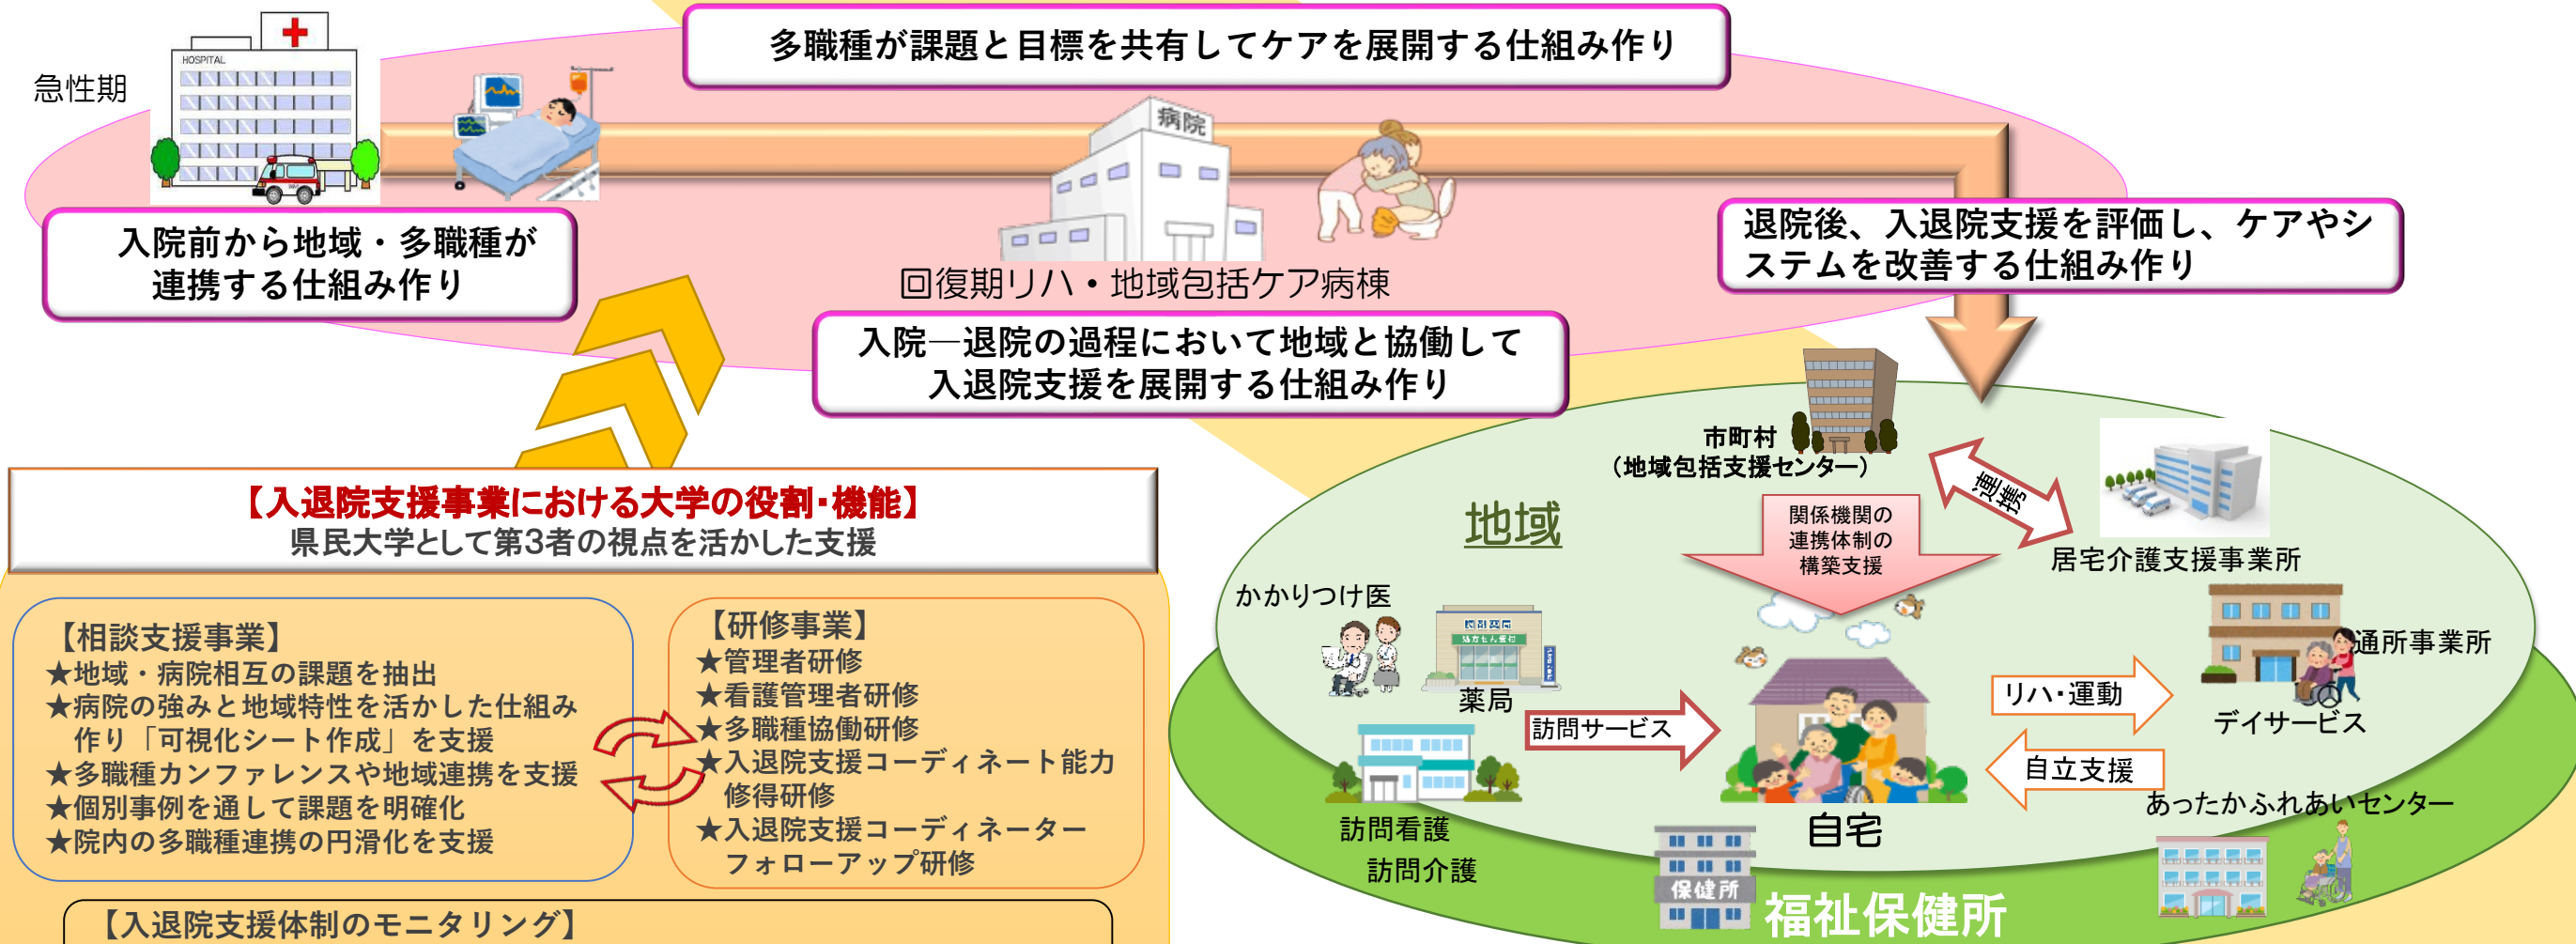 多職種が課題と目標を共有してケアを展開する仕組み作り
急性期
HOSPITAL
病院
入院前から地域・多職種が
連携する仕組み作り
回復期リハ・地域包括ケア病棟
退院後、入退院支援を評価し、ケアやシ
ステムを改善する仕組み作り
入院―退院の過程において地域と協働して
入退院支援を展開する仕組み作り
【入退院支援事業における大学の役割・機能】
県民大学として第3者の視点を活かした支援
【相談支援事業】
★地域・病院相互の課題を抽出
★病院の強みと地域特性を活かした仕組み
作り「可視化シート作成」を支援
★多職種カンファレンスや地域連携を支援
★個別事例を通して課題を明確化
★院内の多職種連携の円滑化を支援
【研修事業】
★管理者研修
★看護管理者研修
★多職種協働研修
★入退院支援コーディネート能力
修得研修
★入退院支援コーディネーター
フォローアップ研修
【入退院支援体制のモニタリング】
市町村
（地域包括支援センター）
地域
連携
関係機関の
連携体制の
構築支援
居宅介護支援事業所
かかりつけ医
処方せん受付
薬局
訪問サービス
訪問看護
訪問介護
自宅
リハ・運動
自立支援
通所事業所
デイサービス
あったかふれあいセンター
保健所
福祉保健所